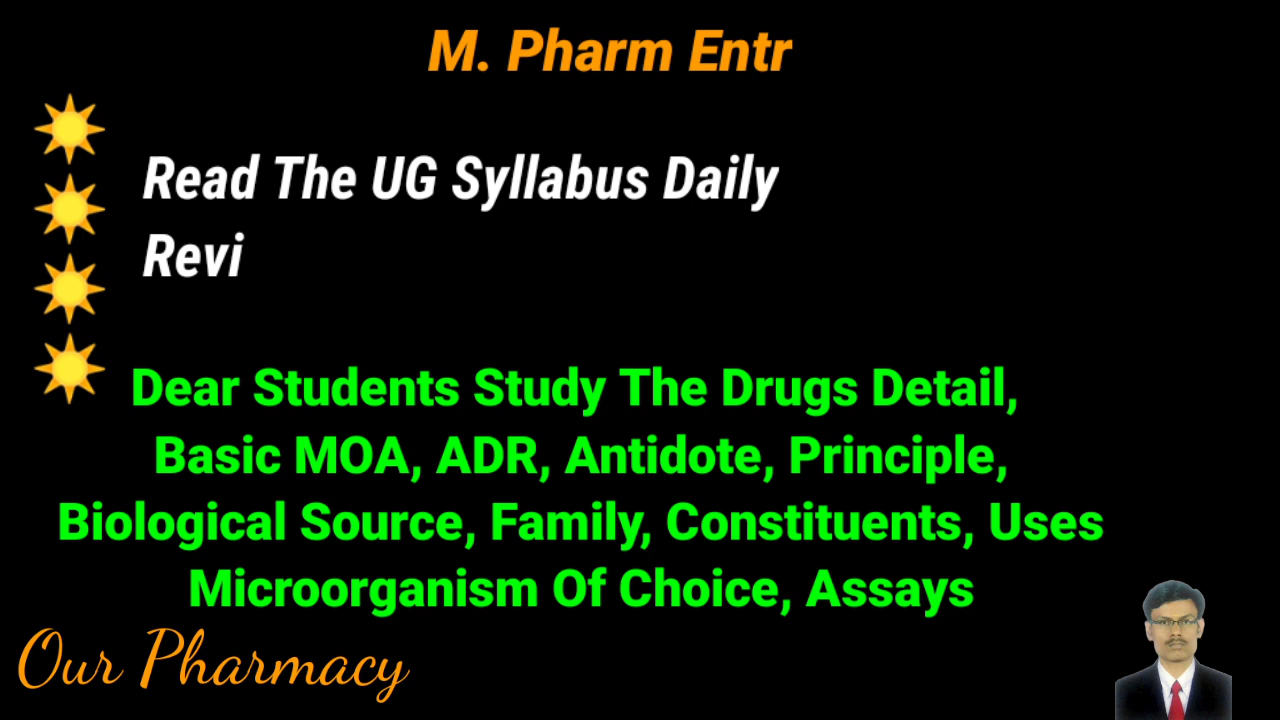 M. Pharm Entr
Read The UG Syllabus Daily
Revi
Dear Students Study The Drugs Detail,
Basic MOA, ADR, Antidote, Principle,
Biological Source, Family, Constituents, Uses
Microorganism Of Choice, Assays
Our Pharmacy